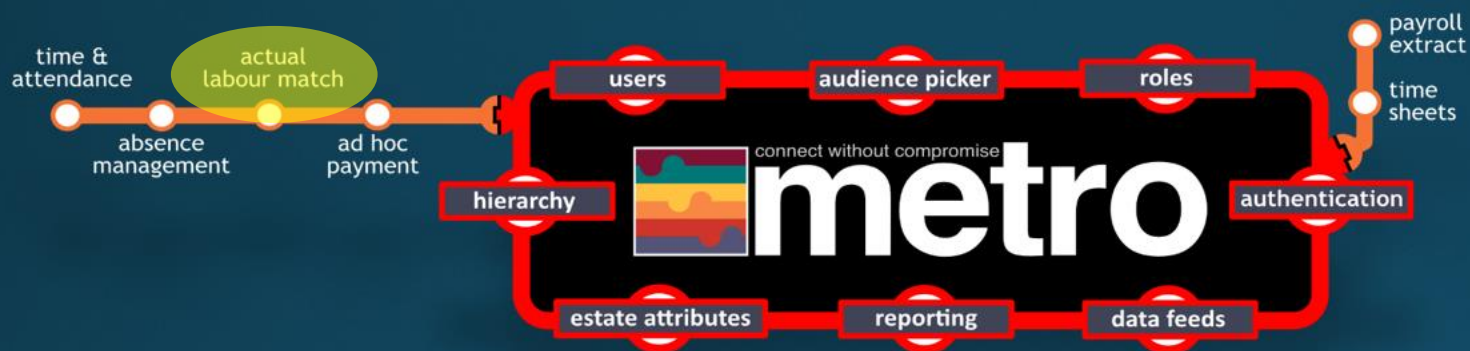 time &
attendance
actual
labour match
absence
management
ad hoc
payment
users
audience picker
roles
payroll
extract
time
sheets
hierarchy
connect without compromise
metro
authentication
estate attributes
reporting
data feeds